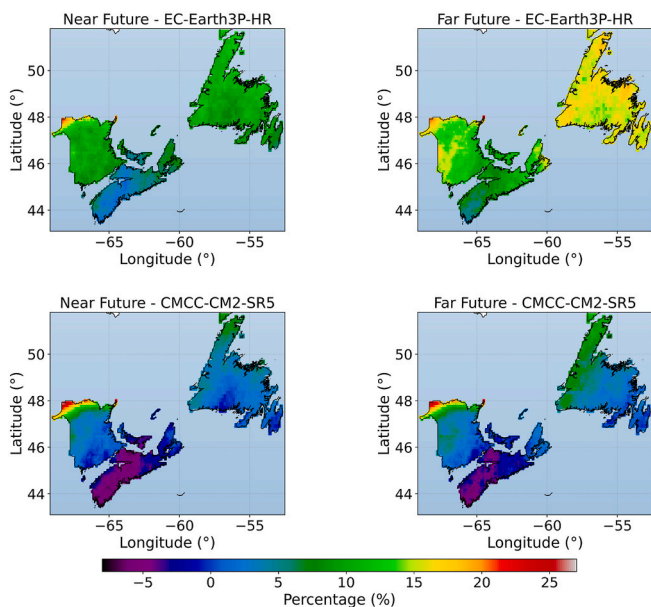 Near Future - EC-Earth3P-HR
Far Future - EC-Earth3P-HR
Latitude (°)
50
48
46
44
−65
−60
−55
Longitude (°)
Latitude (°)
50
48
46
44
−65
−60
−55
Longitude (°)
Near Future - CMCC-CM2-SR5
Far Future - CMCC-CM2-SR5
Latitude (°)
50
48
46
44
−65
−60
−55
Longitude (°)
Latitude (°)
50
48
46
44
−65
−60
−55
Longitude (°)
−5
0
5
10
15
20
25
Percentage (%)